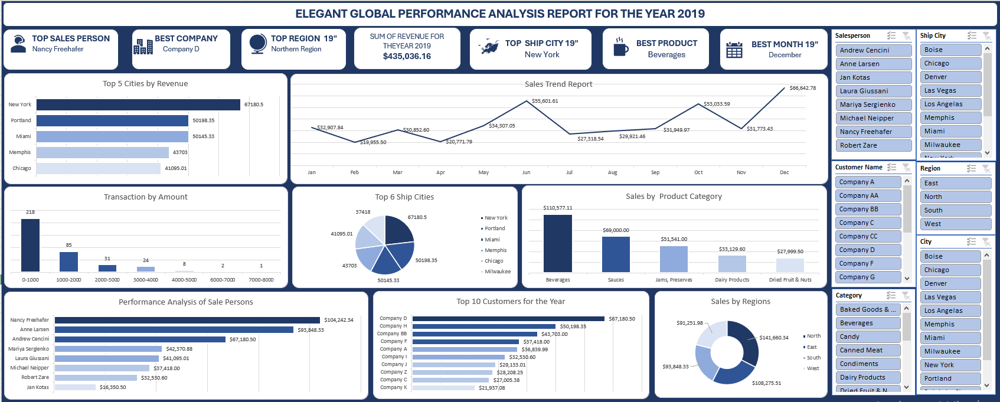 ELEGANT GLOBAL PERFORMANCE ANALYSIS REPORT FOR THE YEAR 2019
TOP SALES PERSON
Nancy Freehafer
BEST COMPANY
Company D
TOP REGION 19"
Northern Region
SUM OF REVENUE FOR
THEYEAR 2019
$435,036.16
TOP SHIP CITY 19"
New York
BEST PRODUCT
Beverages
BEST MONTH 19"
December
Top 5 Cities by Revenue
New York 67180.5
Portland 50198.35
Miami 50145.33
Memphis 43703
Chicago 41095.01
Sales Trend Report
$32,907.84
$19,955.50
$30,852.60
$20,771.79
$34,307.05
$55,601.61
$27,318.54
$29,921.46
$31,949.97
$53,033.59
$31,773.43
$66,642.78
Jan Feb Mar Apr May Jun Jul Aug Sep Oct Nov Dec
Transaction by Amount
218
85
31
24
8
2
1
0-1000 1000-2000 2000-3000 3000-4000 4000-5000 6000-7000 7000-8000
Top 6 Ship Cities
67180.5
50198.35
50145.33
43703
41095.01
37418
New York
Portland
Miami
Memphis
Chicago
Milwaukee
Sales by Product Category
$110,577.11
$69,000.00
$51,541.00
$33,129.60
$27,999.50
Beverages Sauces Jams, Preserves Dairy Products Dried Fruit & Nuts
Performance Analysis of Sale Persons
Nancy Freehafer $104,242.34
Anne Larsen $93,848.33
Andrew Cencini $67,180.50
Mariya Sergienko $42,370.88
Laura Giussani $41,095.01
Michael Neipper $37,418.00
Robert Zare $32,530.60
Jan Kotas $16,350.50
Top 10 Customers for the Year
Company D $67,180.50
Company H $50,198.35
Company BB $43,703.00
Company F $37,418.00
Company A $36,839.99
Company I $32,530.60
Company J $29,133.01
Company Z $28,208.25
Company C $27,005.38
Company K $21,937.08
Sales by Regions
$91,251.98
$141,660.34
$93,848.33
$108,275.51
North
East
South
West
Salesperson
Andrew Cencini
Anne Larsen
Jan Kotas
Laura Giussani
Mariya Sergienko
Michael Neipper
Nancy Freehafer
Robert Zare
Ship City
Boise
Chicago
Denver
Las Vegas
Los Angelas
Memphis
Miami
Milwaukee
New York
Customer Name
Company A
Company AA
Company BB
Company C
Company CC
Company D
Company F
Company G
Region
East
North
South
West
City
Boise
Chicago
Denver
Las Vegas
Los Angelas
Memphis
Miami
Milwaukee
New York
Portland
Category
Baked Goods & ...
Beverages
Candy
Canned Meat
Condiments
Dairy Products
Dried Fruit & N